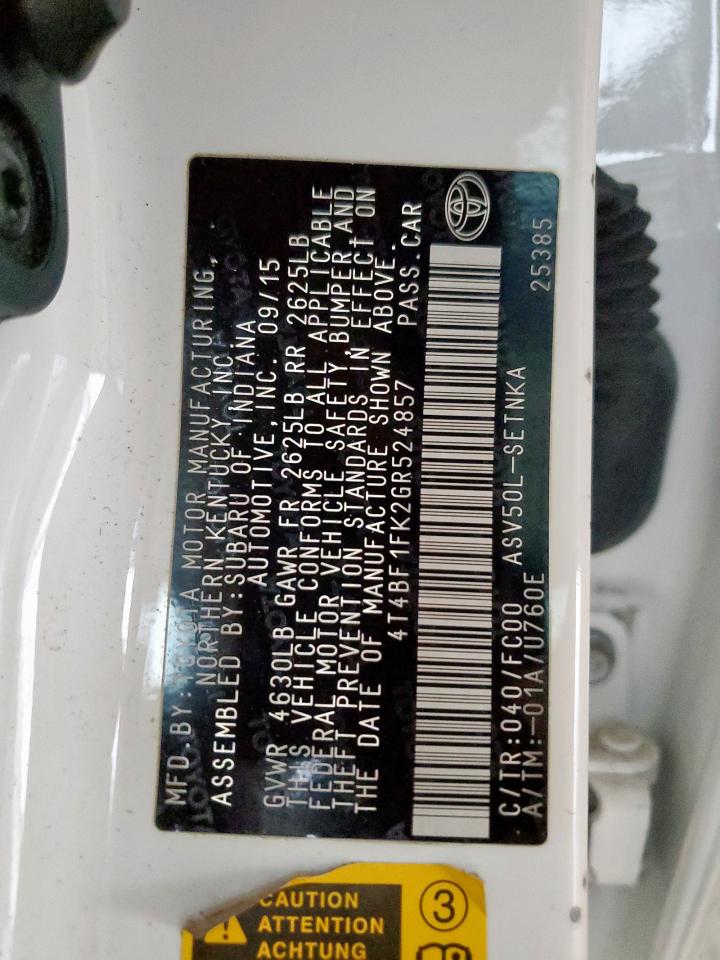 MFD.BY:TOYOTA MOTOR MANUFACTURING,
NORTHERN KENTUCKY,INC.
ASSEMBLED BY:SUBARU OF INDIANA
AUTOMOTIVE,INC. 09/15
GVWR 4630LB GAWR FR 2625LB RR 2625LB
THIS VEHICLE CONFORMS TO ALL APPLICABLE
FEDERAL MOTOR VEHICLE SAFETY,BUMPER AND
THEFT PREVENTION STANDARDS IN EFFECT ON
THE DATE OF MANUFACTURE SHOWN ABOVE.
4T4BF1FK2GR524857 PASS.CAR
C/TR:040/FC00 ASV50L-SETNKA 25385
A/TM:-01A/U760E
CAUTION
ATTENTION
ACHTUNG
3